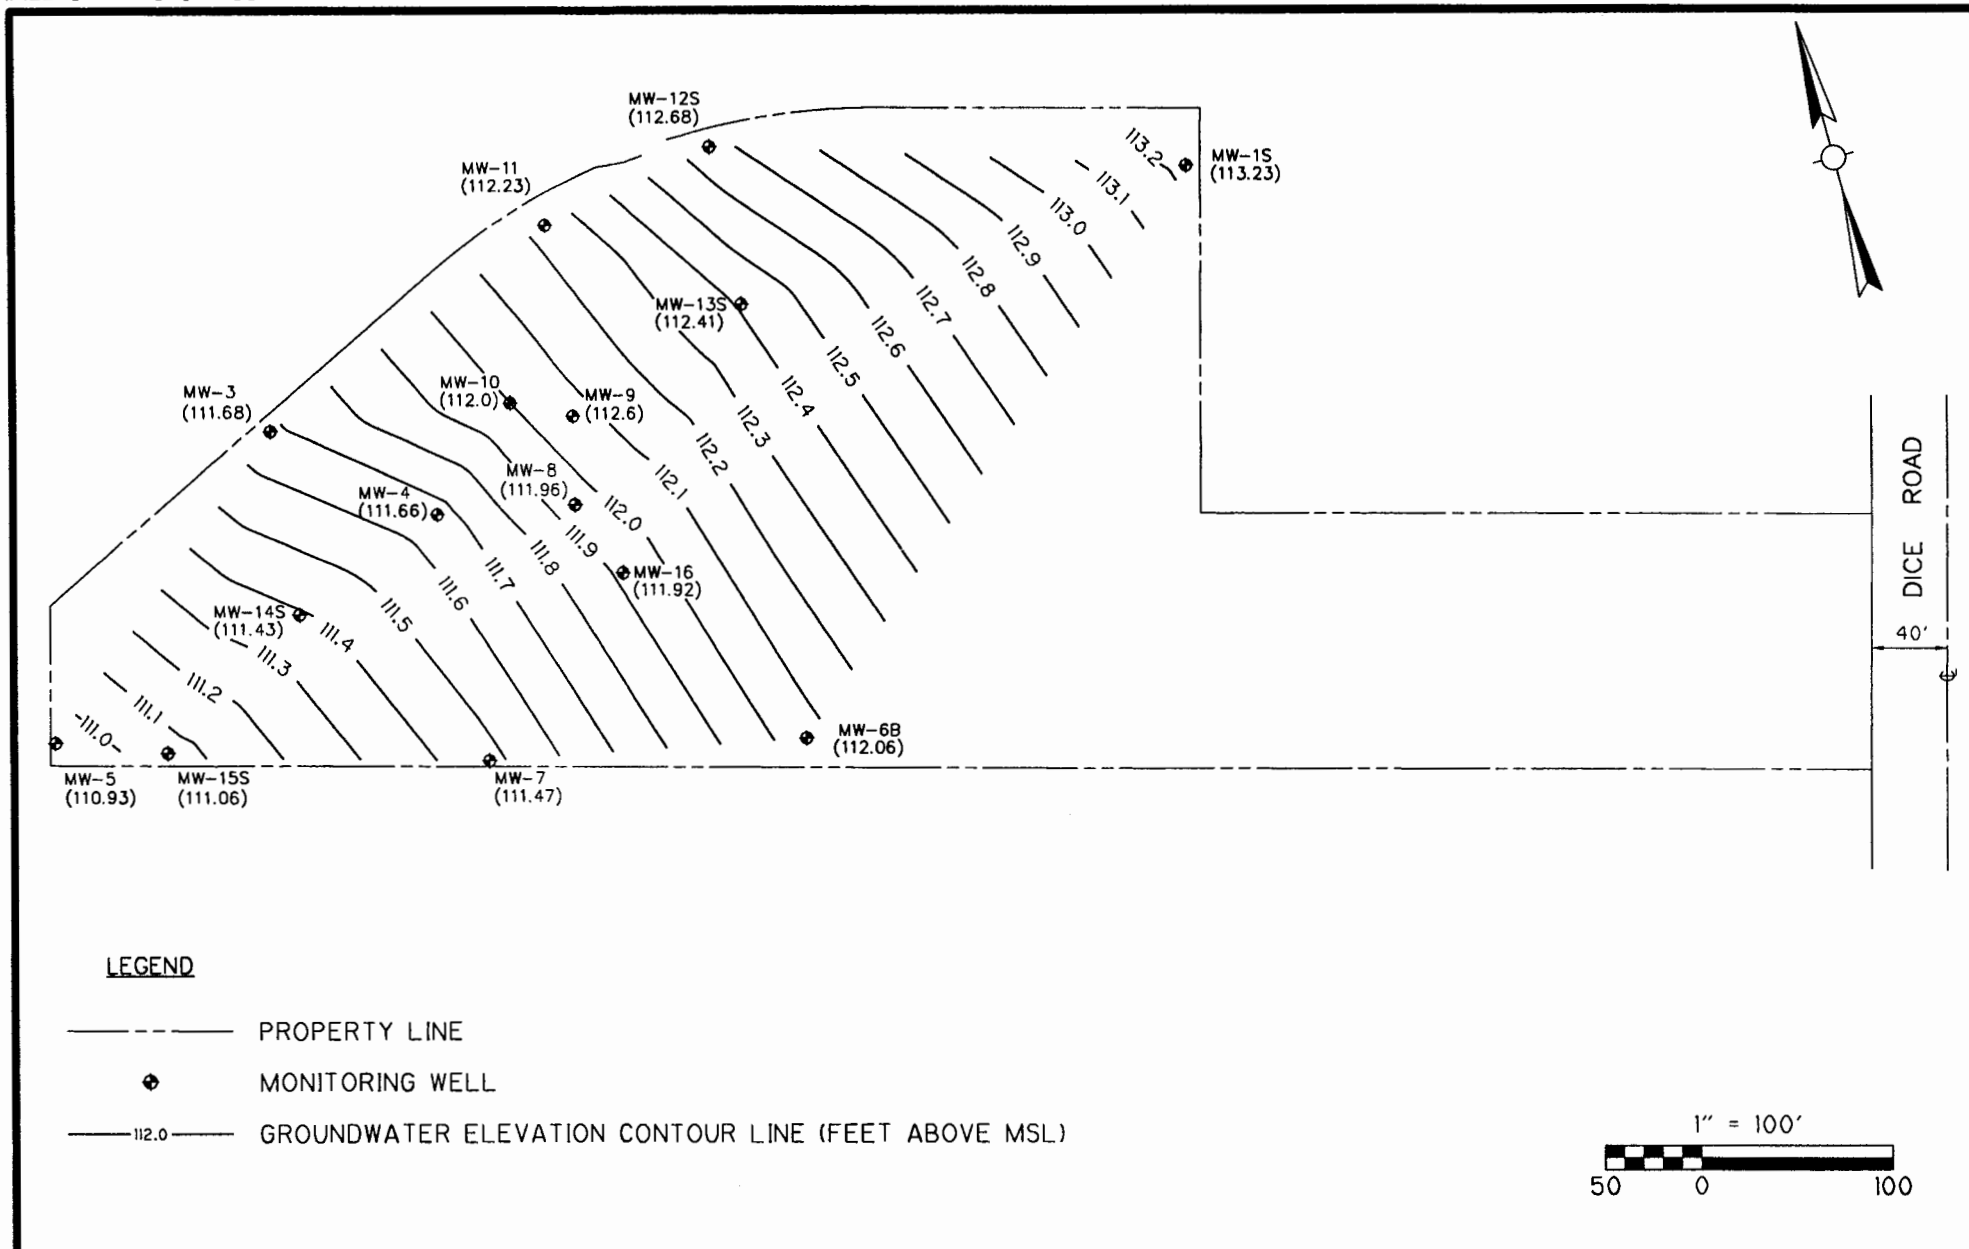 MW-12S
(112.68)
MW-11
(112.23)
113.2
MW-1S
(113.23)
113.1
113.0
112.9
112.8
112.7
112.6
112.5
112.4
112.3
112.2
112.1
112.0
111.9
111.8
111.7
111.6
111.5
111.4
111.3
111.2
111.1
111.0
MW-13S
(112.41)
MW-3
(111.68)
MW-10
(112.0)
MW-9
(112.6)
MW-8
(111.96)
MW-4
(111.66)
MW-16
(111.92)
MW-14S
(111.43)
MW-6B
(112.06)
MW-5
(110.93)
MW-15S
(111.06)
MW-7
(111.47)
DICE ROAD
40'
LEGEND
PROPERTY LINE
MONITORING WELL
112.0
GROUNDWATER ELEVATION CONTOUR LINE (FEET ABOVE MSL)
1" = 100'
50 0 100